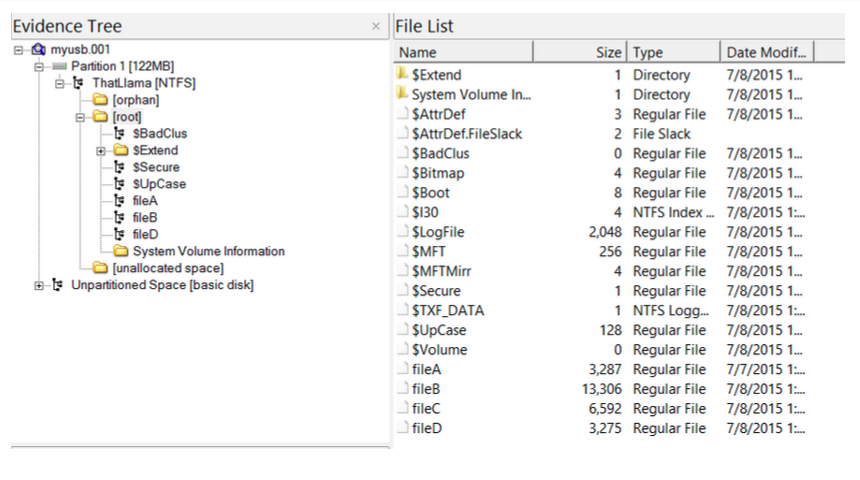 Evidence Tree
myusb.001
Partition 1 [122MB]
ThatLlama [NTFS]
[orphan]
[root]
$BadClus
$Extend
$Secure
$UpCase
fileA
fileB
fileD
System Volume Information
[unallocated space]
Unpartitioned Space [basic disk]
File List
Name Size Type Date Modif...
$Extend 1 Directory 7/8/2015 1...
System Volume In... 1 Directory 7/8/2015 1...
$AttrDef 3 Regular File 7/8/2015 1...
$AttrDef.FileSlack 2 File Slack
$BadClus 0 Regular File 7/8/2015 1...
$Bitmap 4 Regular File 7/8/2015 1...
$Boot 8 Regular File 7/8/2015 1...
$I30 4 NTFS Index ... 7/8/2015 1:...
$LogFile 2,048 Regular File 7/8/2015 1...
$MFT 256 Regular File 7/8/2015 1...
$MFTMirr 4 Regular File 7/8/2015 1...
$Secure 1 Regular File 7/8/2015 1...
$TXF_DATA 1 NTFS Logg... 7/8/2015 1:...
$UpCase 128 Regular File 7/8/2015 1...
$Volume 0 Regular File 7/8/2015 1...
fileA 3,287 Regular File 7/7/2015 1:...
fileB 13,306 Regular File 7/8/2015 1:...
fileC 6,592 Regular File 7/8/2015 1:...
fileD 3,275 Regular File 7/8/2015 1:...